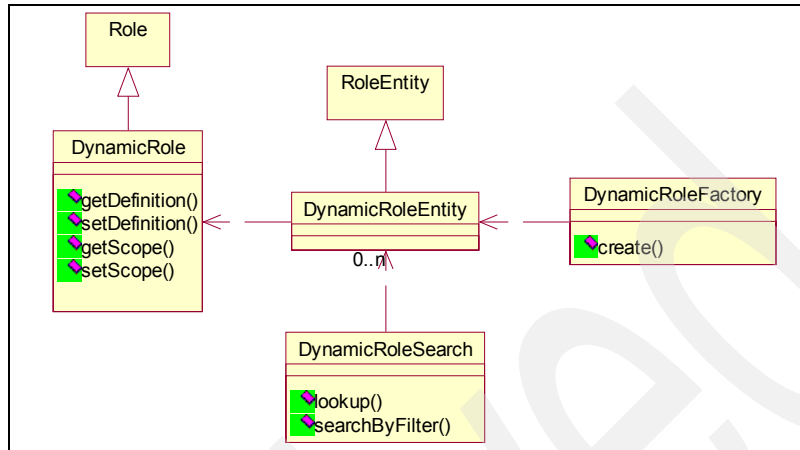 Role
RoleEntity
DynamicRole
getDefinition()
setDefinition()
getScope()
setScope()
DynamicRoleEntity
0..n
DynamicRoleFactory
create()
DynamicRoleSearch
lookup()
searchByFilter()